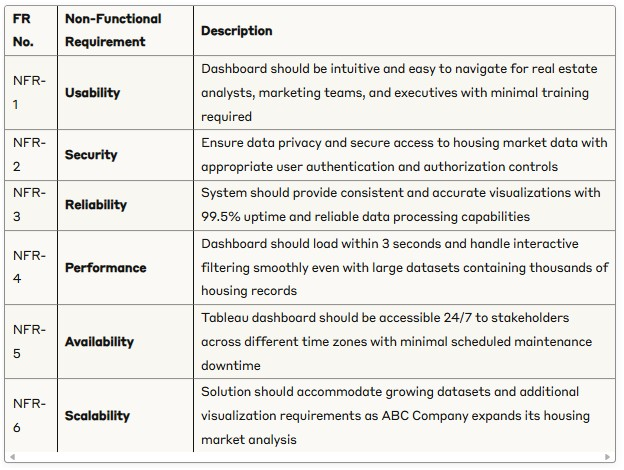 FR No. Non-Functional Requirement Description
NFR-1 Usability Dashboard should be intuitive and easy to navigate for real estate
analysts, marketing teams, and executives with minimal training
required
NFR-2 Security Ensure data privacy and secure access to housing market data with
appropriate user authentication and authorization controls
NFR-3 Reliability System should provide consistent and accurate visualizations with
99.5% uptime and reliable data processing capabilities
NFR-4 Performance Dashboard should load within 3 seconds and handle interactive
filtering smoothly even with large datasets containing thousands of
housing records
NFR-5 Availability Tableau dashboard should be accessible 24/7 to stakeholders
across different time zones with minimal scheduled maintenance
downtime
NFR-6 Scalability Solution should accommodate growing datasets and additional
visualization requirements as ABC Company expands its housing
market analysis